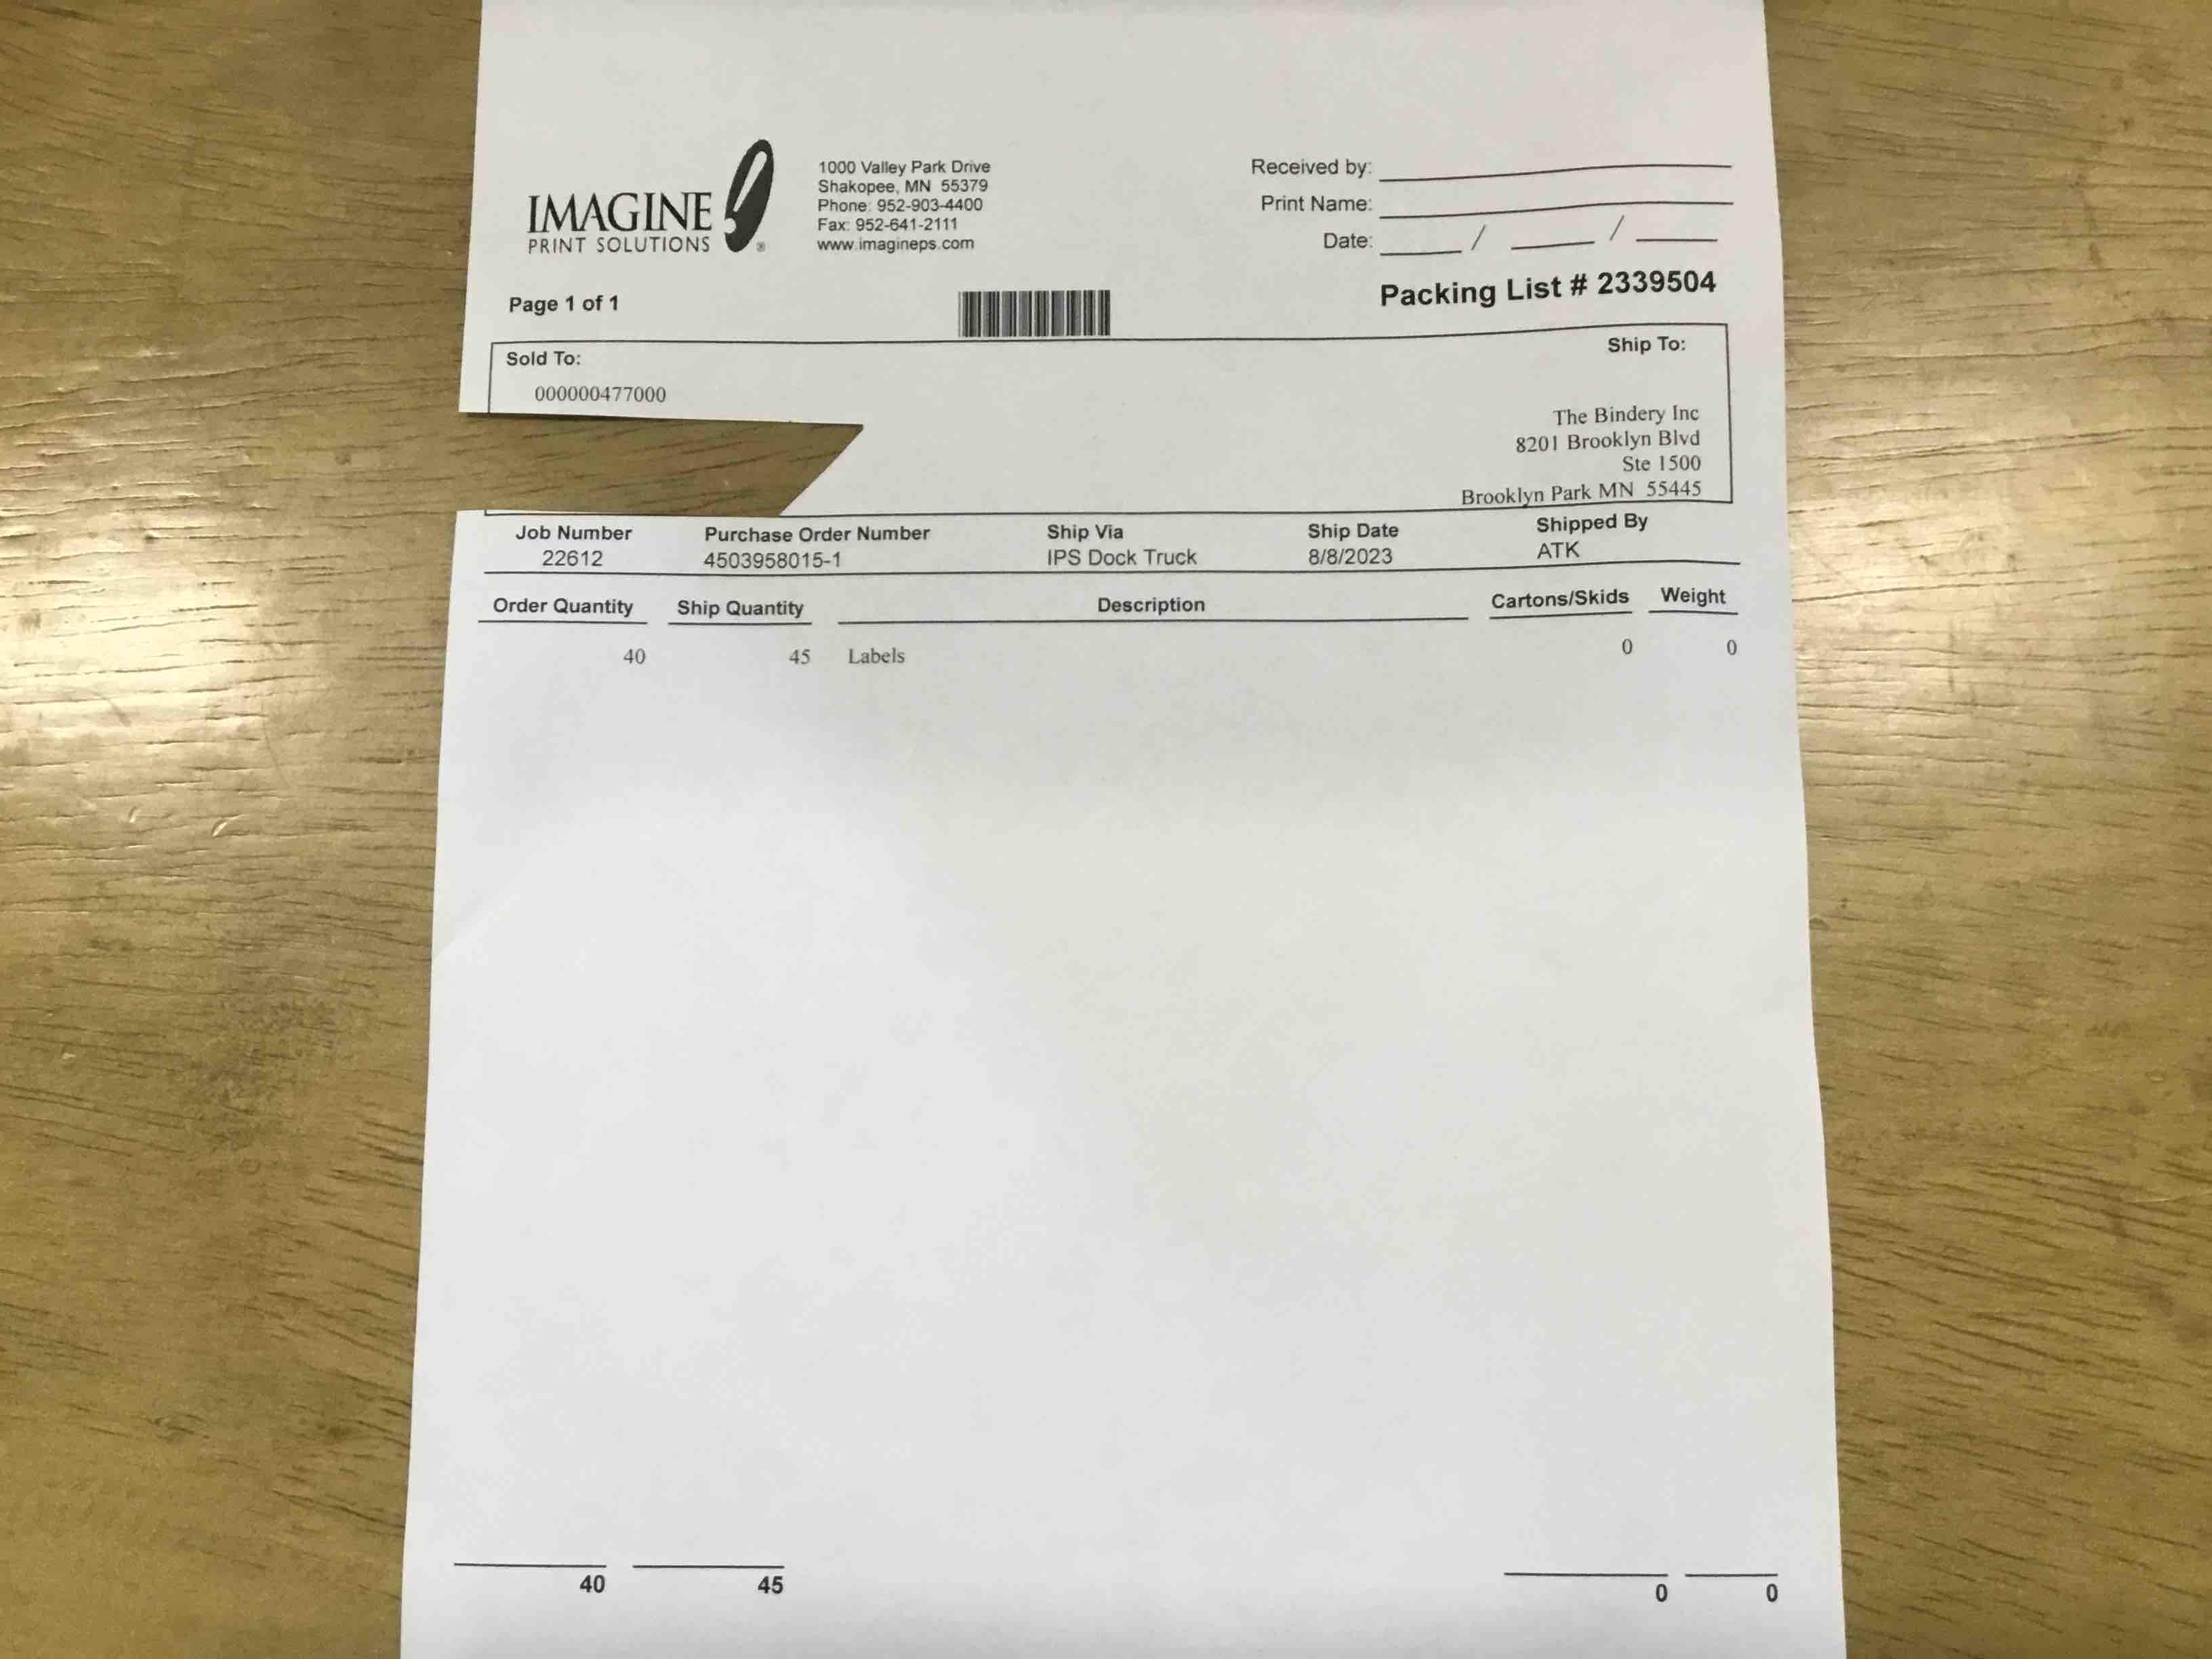 IMAGINE
PRINT SOLUTIONS
®
1000 Valley Park Drive
Shakopee, MN 55379
Phone: 952-903-4400
Fax: 952-641-2111
www.imagineps.com
Received by:
Print Name:
Date: / /
Page 1 of 1
Packing List # 2339504
Sold To:
000000477000
Ship To:
The Bindery Inc
8201 Brooklyn Blvd
Ste 1500
Brooklyn Park MN 55445
Job Number Purchase Order Number Ship Via Ship Date Shipped By
22612 4503958015-1 IPS Dock Truck 8/8/2023 ATK
Order Quantity Ship Quantity Description Cartons/Skids Weight
40 45 Labels 0 0
40 45 0 0